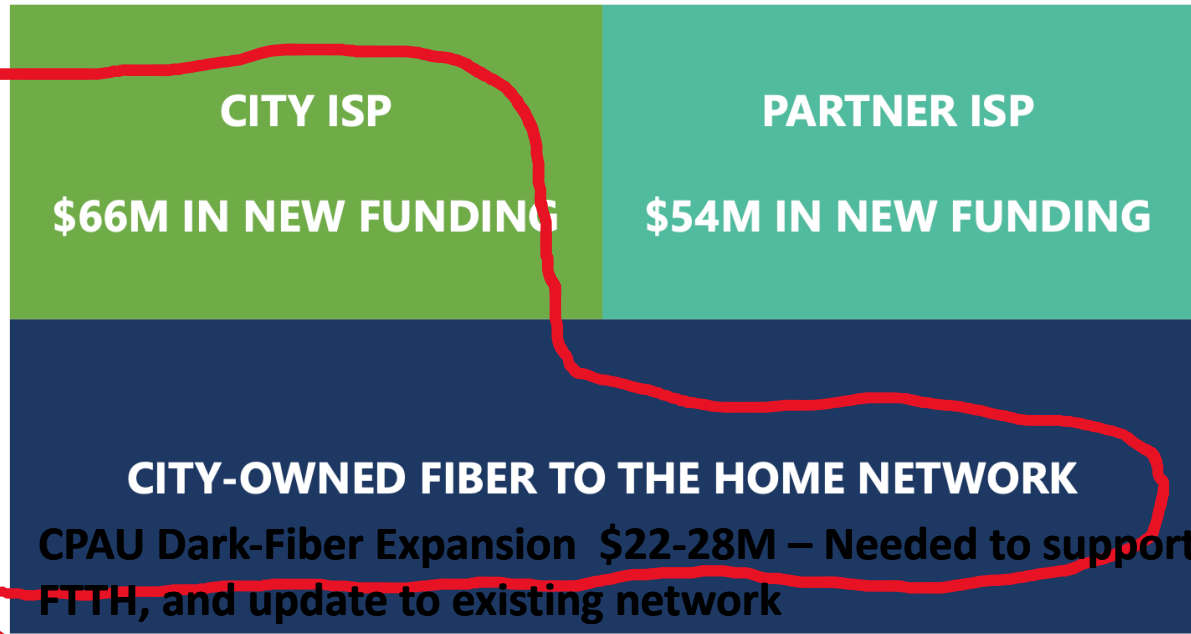 CITY ISP
$66M IN NEW FUNDING
PARTNER ISP
$54M IN NEW FUNDING
CITY-OWNED FIBER TO THE HOME NETWORK
CPAU Dark-Fiber Expansion $22-28M – Needed to support
FTTH, and update to existing network